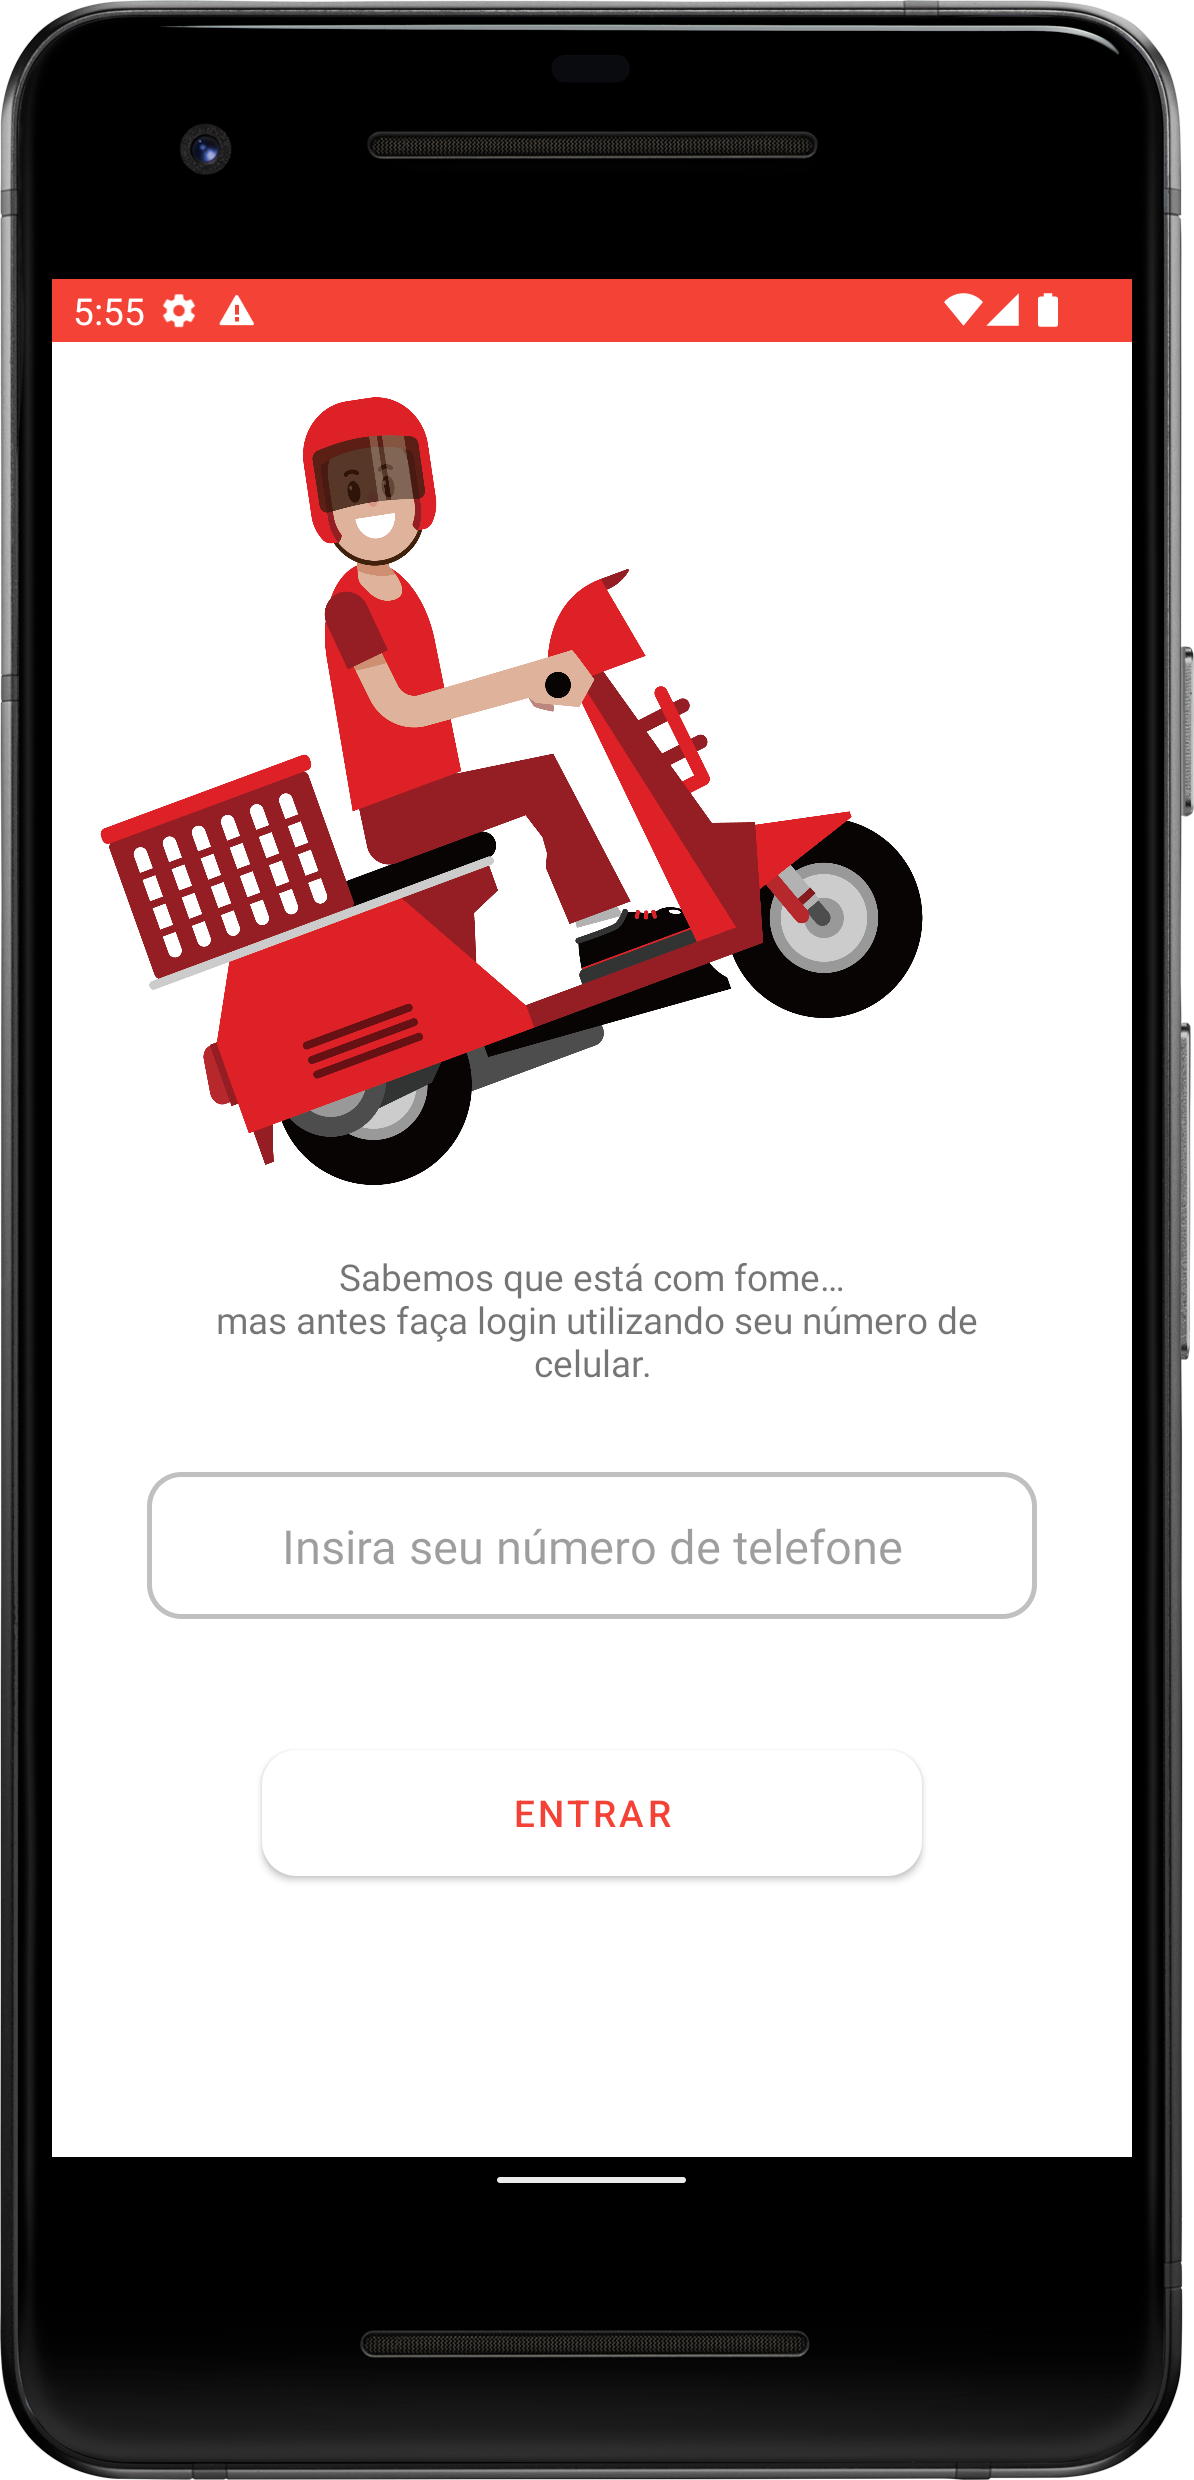 5:55
Sabemos que está com fome...
mas antes faça login utilizando seu número de
celular.
Insira seu número de telefone
ENTRAR